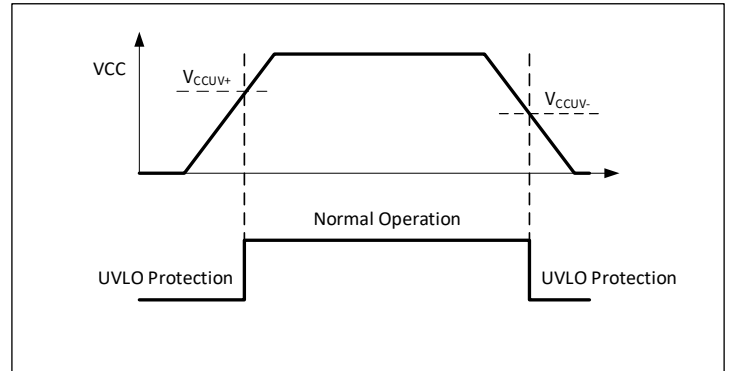 VCC
VCCUV+
VCCUV-
Normal Operation
UVLO Protection
UVLO Protection